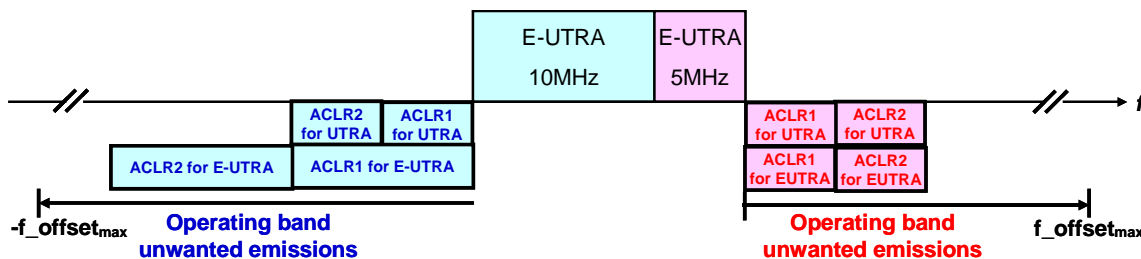 E-UTRA
10MHz
E-UTRA
5MHz
f
ACLR2
for UTRA
ACLR1
for UTRA
ACLR1
for UTRA
ACLR2
for UTRA
ACLR2 for E-UTRA
ACLR1 for E-UTRA
ACLR1
for EUTRA
ACLR2
for EUTRA
-f_offsetmax
Operating band
unwanted emissions
Operating band
unwanted emissions
f_offsetmax